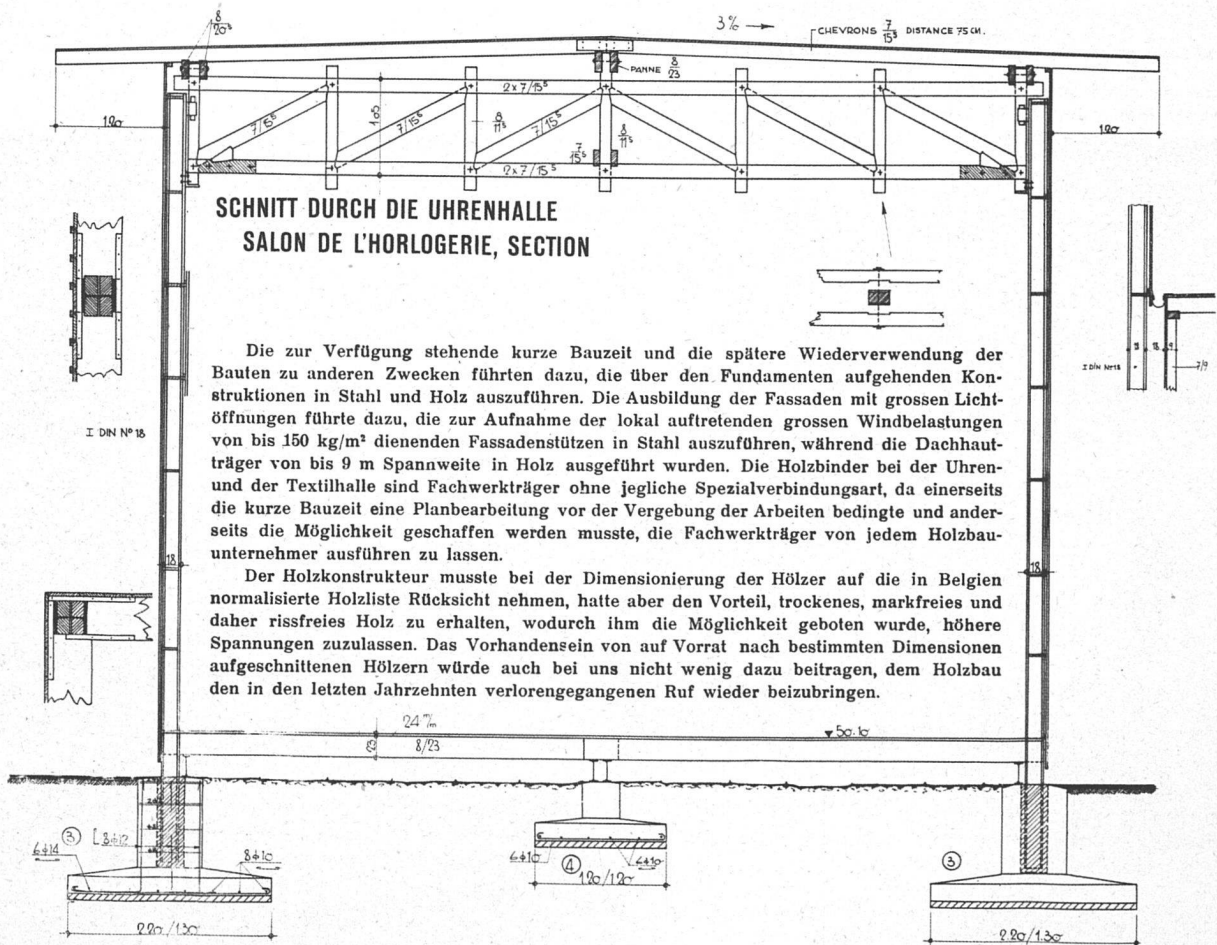 8/20⁵
3% →
CHEVRONS 7/15⁵ DISTANCE 75 CM.
PANNE 8/23
2×7/15⁵
120
7/15⁵
105
7/15⁵
8/11⁵
7/15⁵
8/11⁵
120
7/15⁵
2×7/15⁵
SCHNITT DURCH DIE UHRENHALLE
SALON DE L'HORLOGERIE, SECTION
Die zur Verfügung stehende kurze Bauzeit und die spätere Wiederverwendung der
Bauten zu anderen Zwecken führten dazu, die über den Fundamenten aufgehenden Kon-
struktionen in Stahl und Holz auszuführen. Die Ausbildung der Fassaden mit grossen Licht-
öffnungen führte dazu, die zur Aufnahme der lokal auftretenden grossen Windbelastungen
von bis 150 kg/m² dienenden Fassadenstützen in Stahl auszuführen, während die Dachhaut-
träger von bis 9 m Spannweite in Holz ausgeführt wurden. Die Holzbinder bei der Uhren-
und der Textilhalle sind Fachwerkträger ohne jegliche Spezialverbindungsart, da einerseits
die kurze Bauzeit eine Planbearbeitung vor der Vergebung der Arbeiten bedingte und ander-
seits die Möglichkeit geschaffen werden musste, die Fachwerkträger von jedem Holzbau-
unternehmer ausführen zu lassen.
Der Holzkonstrukteur musste bei der Dimensionierung der Hölzer auf die in Belgien
normalisierte Holzliste Rücksicht nehmen, hatte aber den Vorteil, trockenes, markfreies und
daher rissfreies Holz zu erhalten, wodurch ihm die Möglichkeit geboten wurde, höhere
Spannungen zuzulassen. Das Vorhandensein von auf Vorrat nach bestimmten Dimensionen
aufgeschnittenen Hölzern würde auch bei uns nicht wenig dazu beitragen, dem Holzbau
den in den letzten Jahrzehnten verlorengegangenen Ruf wieder beizubringen.
I DIN Nº 18
I DIN Nº 18
18
9
7/9
18
18
24 m/m
23
8/23
▼ 50.10
③
[ 8ϕ12
6ϕ14
8ϕ10
220/130
6ϕ10
④
6ϕ10
120/120
③
220/130